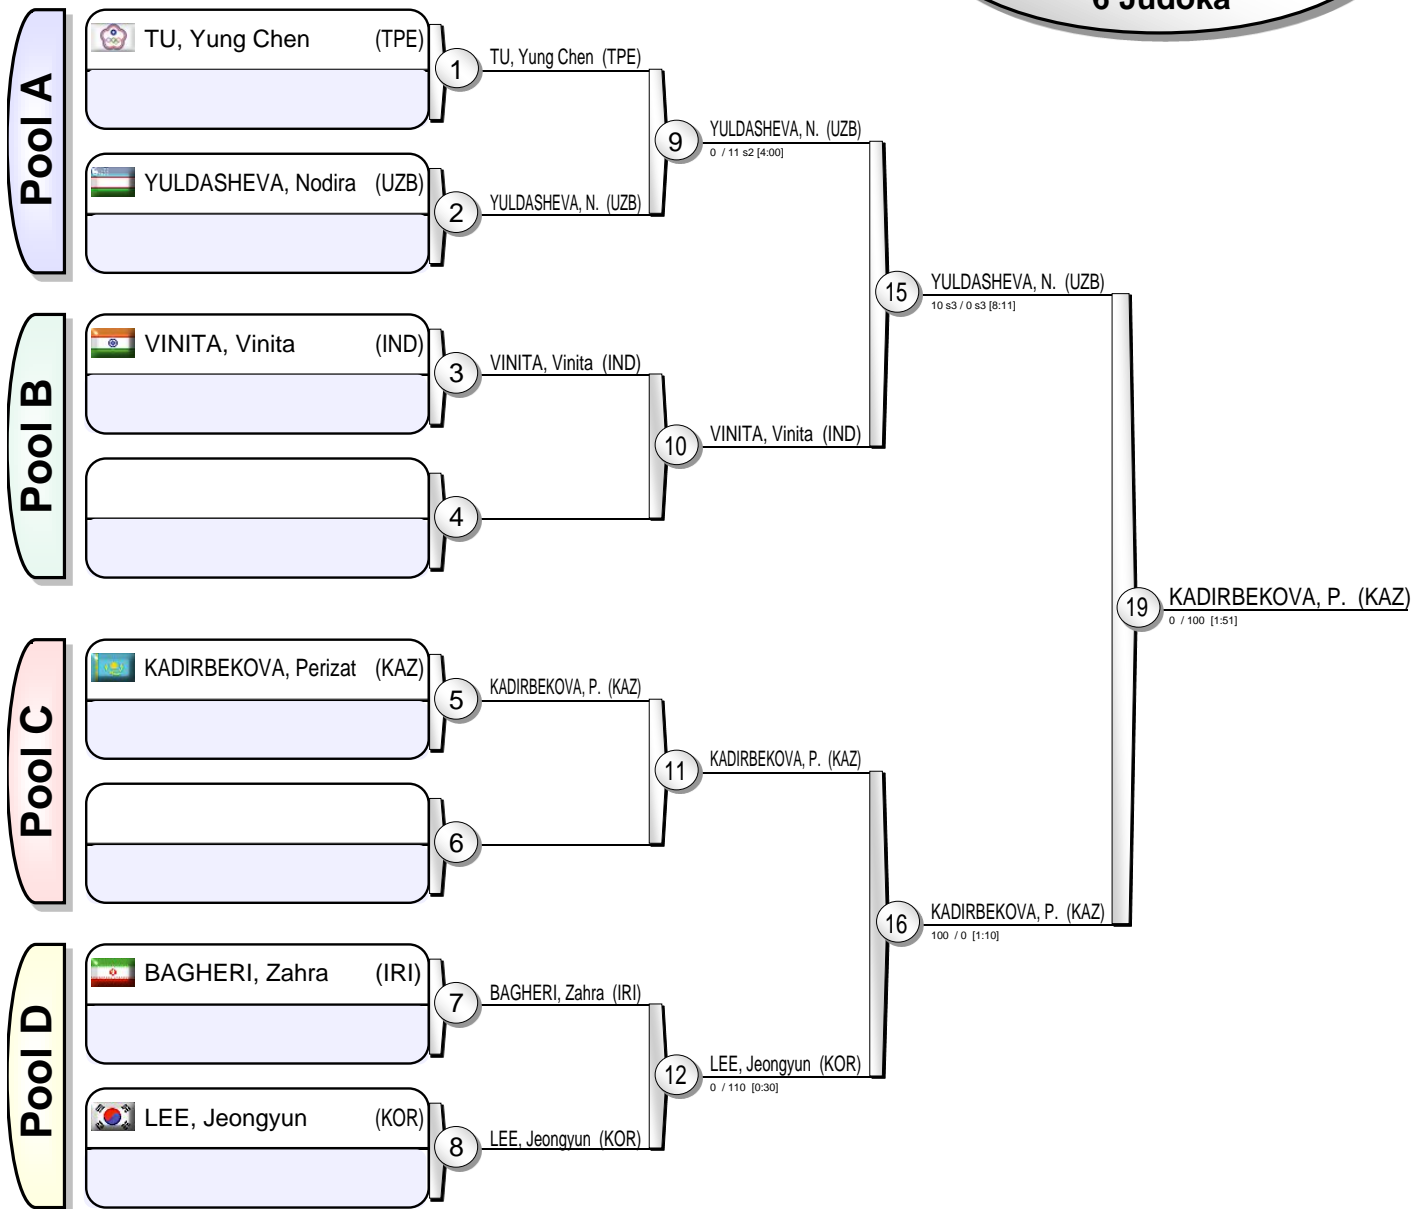 6 Judoka
Pool A
TU, Yung Chen (TPE)
1
TU, Yung Chen (TPE)
YULDASHEVA, Nodira (UZB)
2
YULDASHEVA, N. (UZB)
9
YULDASHEVA, N. (UZB)
0 / 11 s2 [4:00]
Pool B
VINITA, Vinita (IND)
3
VINITA, Vinita (IND)
4
10
VINITA, Vinita (IND)
15
YULDASHEVA, N. (UZB)
10 s3 / 0 s3 [8:11]
Pool C
KADIRBEKOVA, Perizat (KAZ)
5
KADIRBEKOVA, P. (KAZ)
6
11
KADIRBEKOVA, P. (KAZ)
Pool D
BAGHERI, Zahra (IRI)
7
BAGHERI, Zahra (IRI)
LEE, Jeongyun (KOR)
8
LEE, Jeongyun (KOR)
12
LEE, Jeongyun (KOR)
0 / 110 [0:30]
16
KADIRBEKOVA, P. (KAZ)
100 / 0 [1:10]
19
KADIRBEKOVA, P. (KAZ)
0 / 100 [1:51]